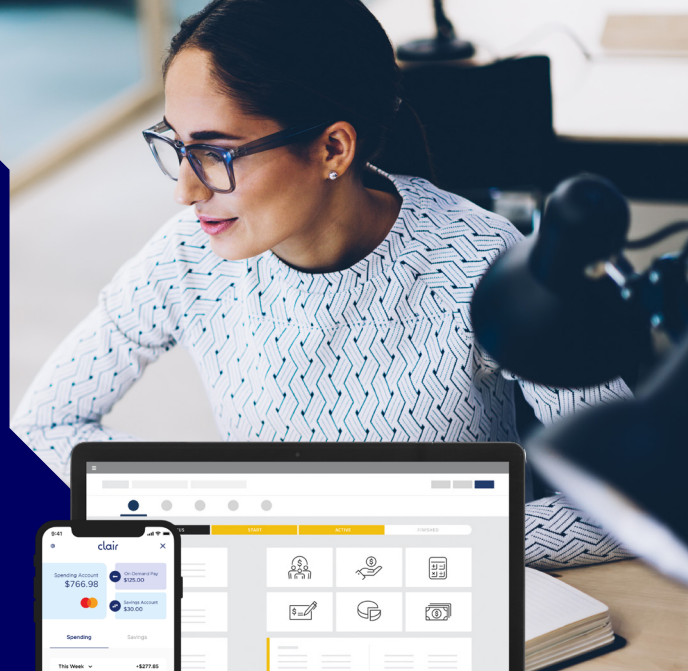 START
ACTIVE
FINISHED
9:41
clair
Spending Account
$766.98
On-Demand Pay
$125.00
Savings Account
$30.00
Spending
Savings
This Week
+$277.85